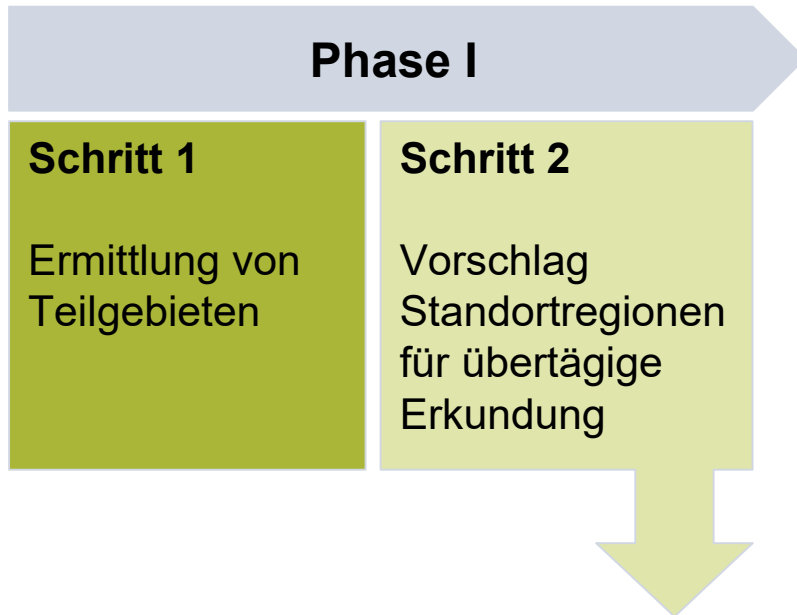 Phase I
Schritt 1
Ermittlung von
Teilgebieten
Schritt 2
Vorschlag
Standortregionen
für übertägige
Erkundung